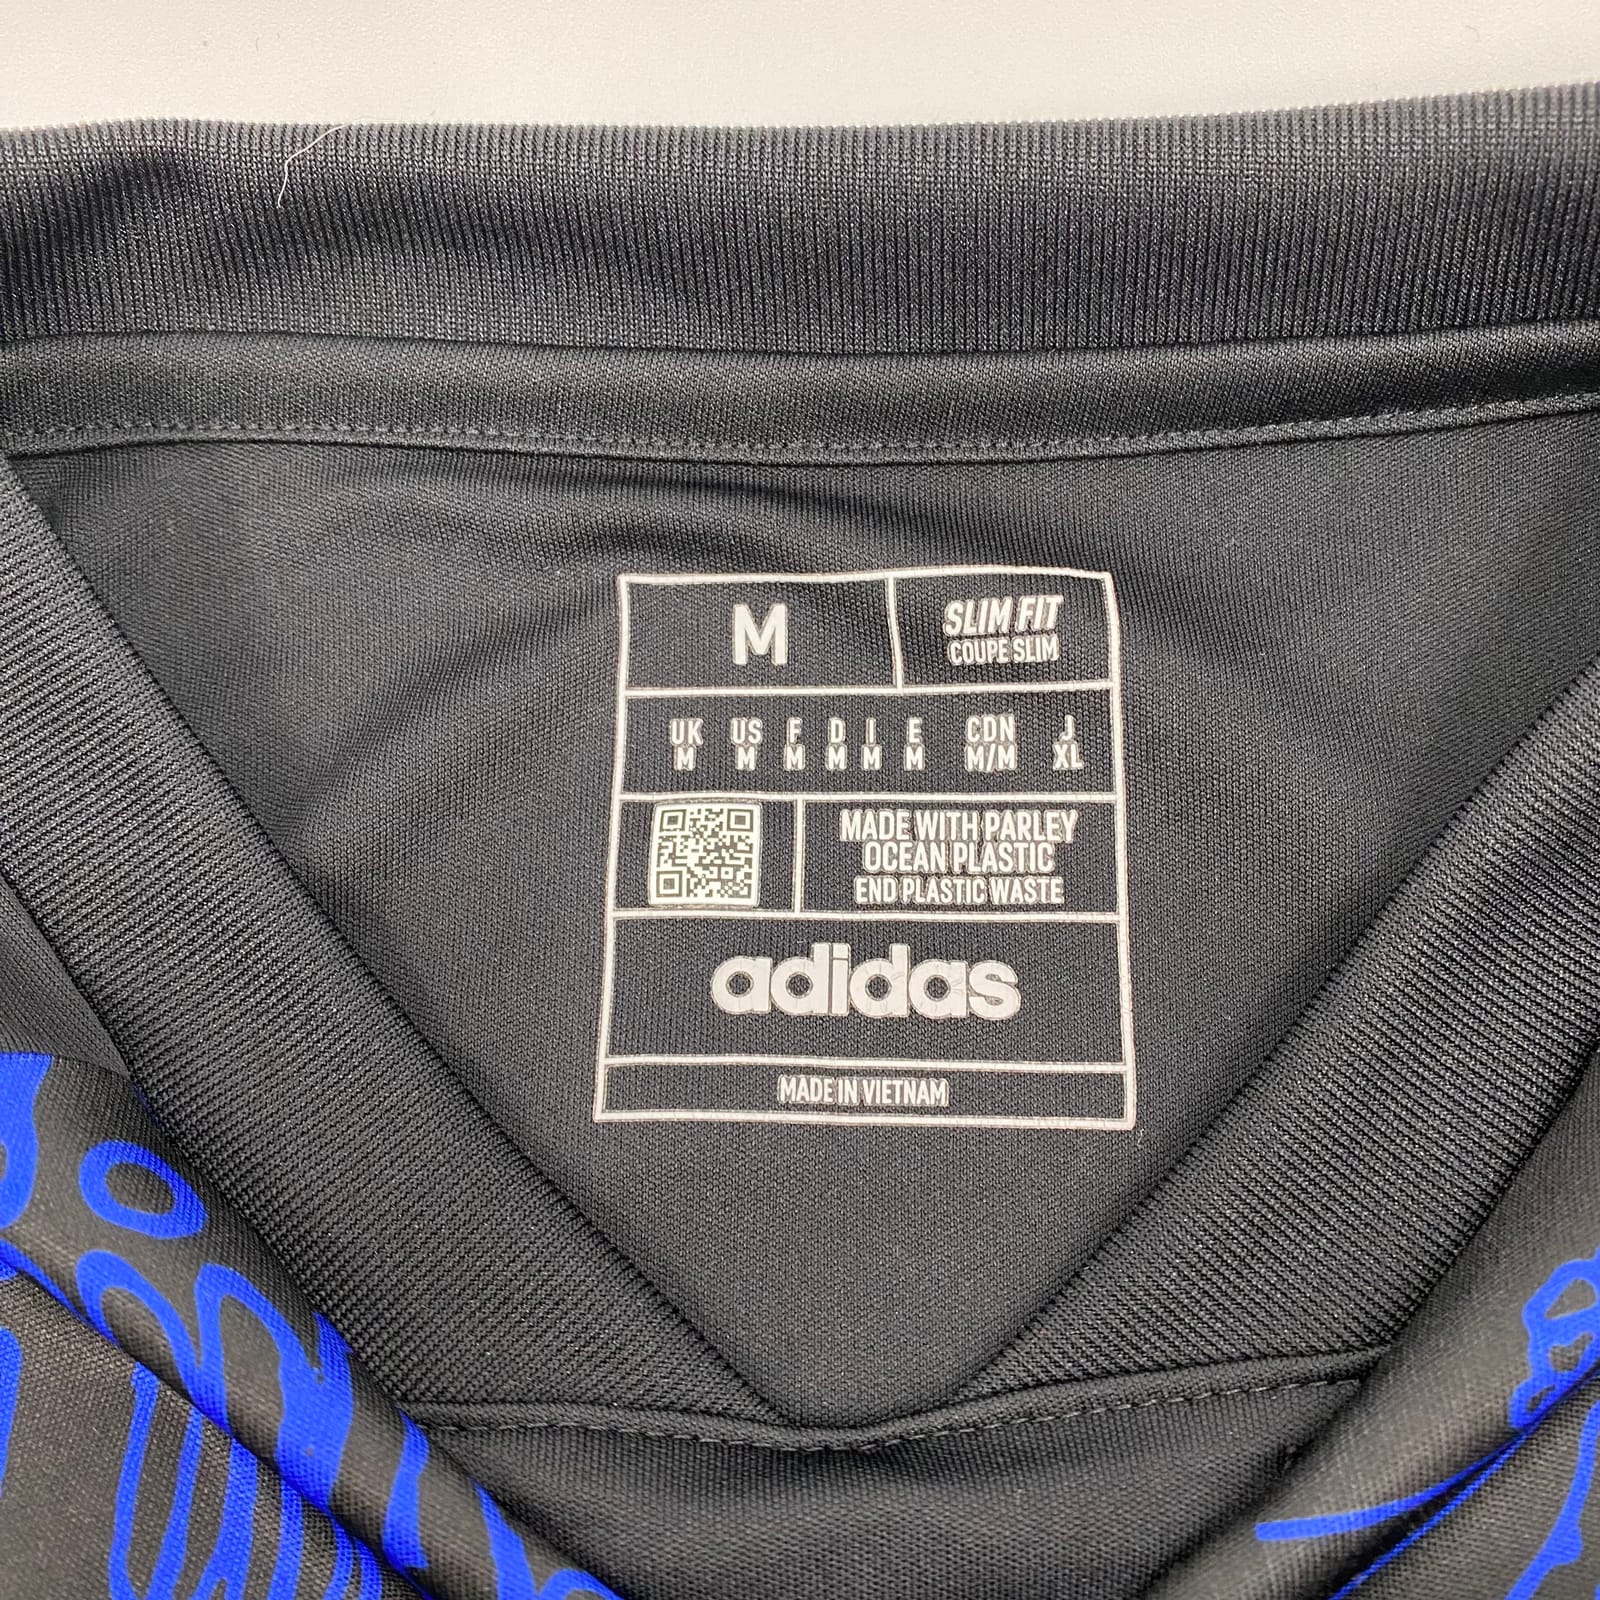 M
SLIM FIT
COUPE SLIM
UK US F D I E CDN J
M M M M M M M/M XL
MADE WITH PARLEY
OCEAN PLASTIC
END PLASTIC WASTE
adidas
MADE IN VIETNAM